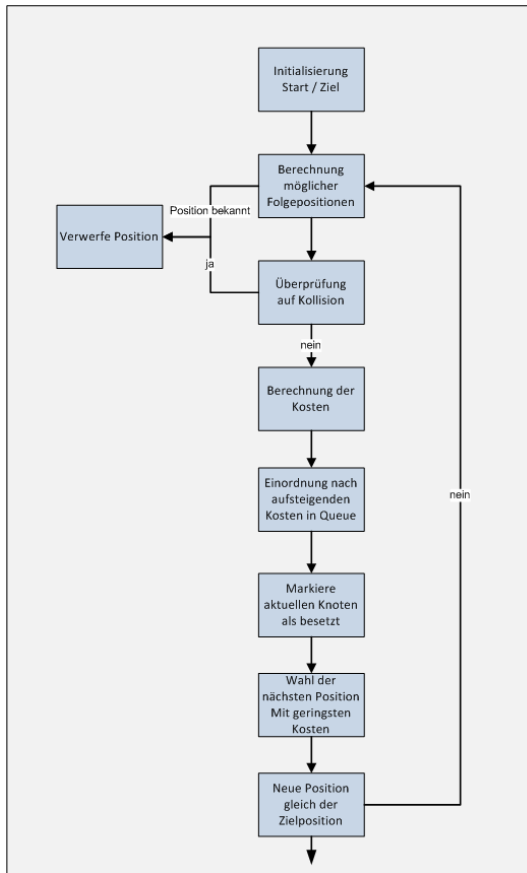 Initialisierung
Start / Ziel
Berechnung
möglicher
Folgepositionen
Position bekannt
Verwerfe Position
ja
Überprüfung
auf Kollision
nein
Berechnung der
Kosten
Einordnung nach
aufsteigenden
Kosten in Queue
nein
Markiere
aktuellen Knoten
als besetzt
Wahl der
nächsten Position
Mit geringsten
Kosten
Neue Position
gleich der
Zielposition